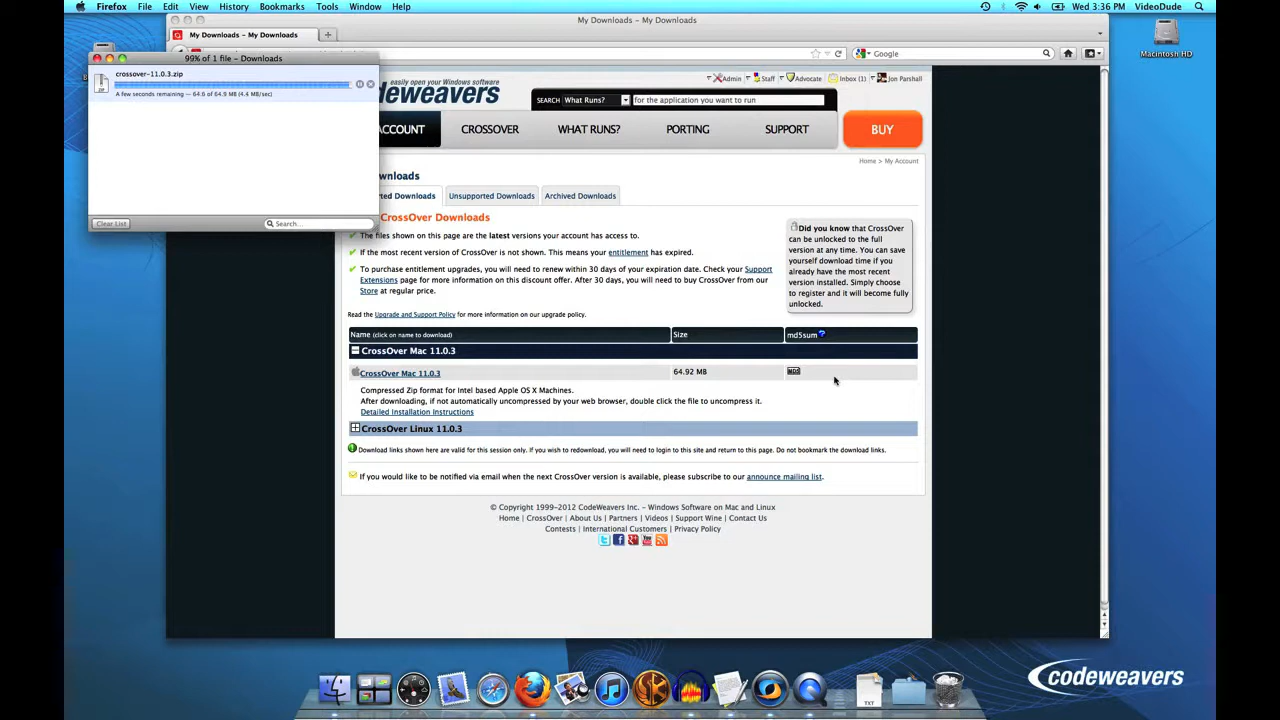 Firefox File Edit View History Bookmarks Tools Window Help Wed 3:36 PM VideoDude
My Downloads - My Downloads
My Downloads - My Downloads
Google
Macintosh HD
99% of 1 file – Downloads
crossover-11.0.3.zip
A few seconds remaining — 64.6 of 64.9 MB (4.4 MB/sec)
Clear List
Search...
easily open your Windows software
deweavers
Admin Staff Advocate Inbox (1) Jon Parshall
SEARCH What Runs? for the application you want to run
ACCOUNT CROSSOVER WHAT RUNS? PORTING SUPPORT BUY
Home > My Account
wnloads
rted Downloads Unsupported Downloads Archived Downloads
CrossOver Downloads
The files shown on this page are the latest versions your account has access to.
If the most recent version of CrossOver is not shown. This means your entitlement has expired.
To purchase entitlement upgrades, you will need to renew within 30 days of your expiration date. Check your Support
Extensions page for more information on this discount offer. After 30 days, you will need to buy CrossOver from our
Store at regular price.
Did you know that CrossOver
can be unlocked to the full
version at any time. You can save
yourself download time if you
already have the most recent
version installed. Simply choose
to register and it will become fully
unlocked.
Read the Upgrade and Support Policy for more information on our upgrade policy.
Name (click on name to download) Size md5sum ?
CrossOver Mac 11.0.3
CrossOver Mac 11.0.3 64.92 MB MD5
Compressed Zip format for Intel based Apple OS X Machines.
After downloading, if not automatically uncompressed by your web browser, double click the file to uncompress it.
Detailed Installation Instructions
CrossOver Linux 11.0.3
Download links shown here are valid for this session only. If you wish to redownload, you will need to login to this site and return to this page. Do not bookmark the download links.
If you would like to be notified via email when the next CrossOver version is available, please subscribe to our announce mailing list.
© Copyright 1999-2012 CodeWeavers Inc. - Windows Software on Mac and Linux
Home | CrossOver | About Us | Partners | Videos | Support Wine | Contact Us
Contests | International Customers | Privacy Policy
TXT
codeweavers